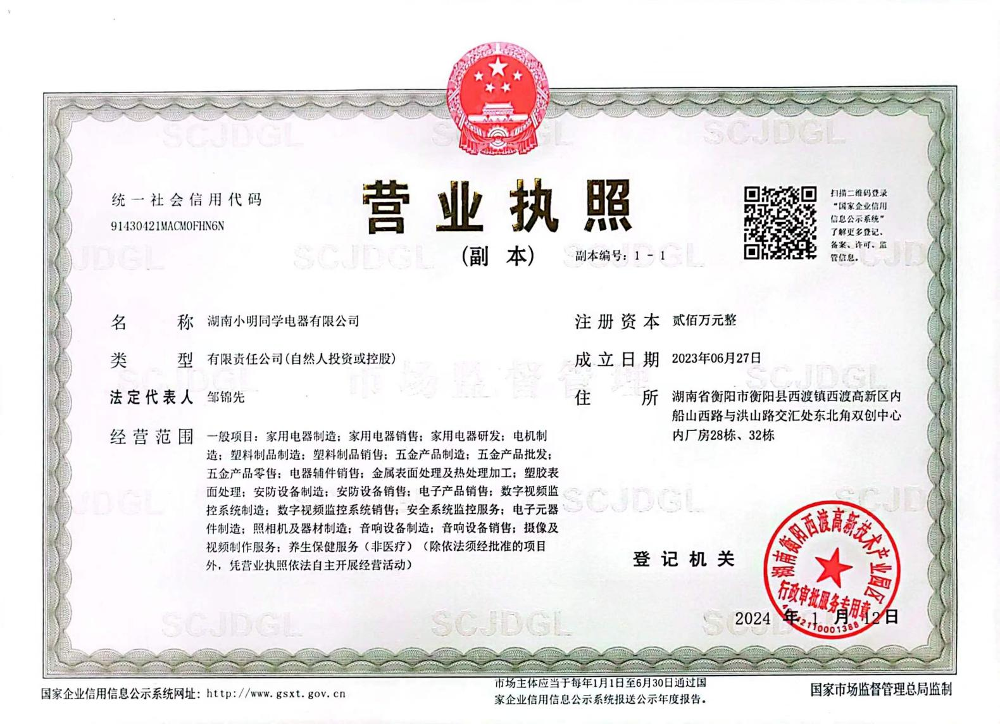 统一社会信用代码
91430421MACM0FHN6N
营业执照
(副 本)
副本编号：1 - 1
扫描二维码登录
“国家企业信用
信息公示系统”
了解更多登记、
备案、许可、监
管信息。
名 称 湖南小明同学电器有限公司
类 型 有限责任公司(自然人投资或控股)
法定代表人 邹锦先
经营范围 一般项目：家用电器制造；家用电器销售；家用电器研发；电机制
造；塑料制品制造；塑料制品销售；五金产品制造；五金产品批发；
五金产品零售；电器辅件销售；金属表面处理及热处理加工；塑胶表
面处理；安防设备制造；安防设备销售；电子产品销售；数字视频监
控系统制造；数字视频监控系统销售；安全系统监控服务；电子元器
件制造；照相机及器材制造；音响设备制造；音响设备销售；摄像及
视频制作服务；养生保健服务（非医疗）（除依法须经批准的项目
外，凭营业执照依法自主开展经营活动）
注册资本 贰佰万元整
成立日期 2023年06月27日
住 所 湖南省衡阳市衡阳县西渡镇西渡高新区内
船山西路与洪山路交汇处东北角双创中心
内厂房28栋、32栋
登记机关
湖南衡阳西渡高新技术产业园区
行政审批服务专用章
2024 年 1 月 12日
国家企业信用信息公示系统网址：http://www.gsxt.gov.cn
市场主体应当于每年1月1日至6月30日通过国
家企业信用信息公示系统报送公示年度报告。
国家市场监督管理总局监制
SCJDGL
市场监督管理